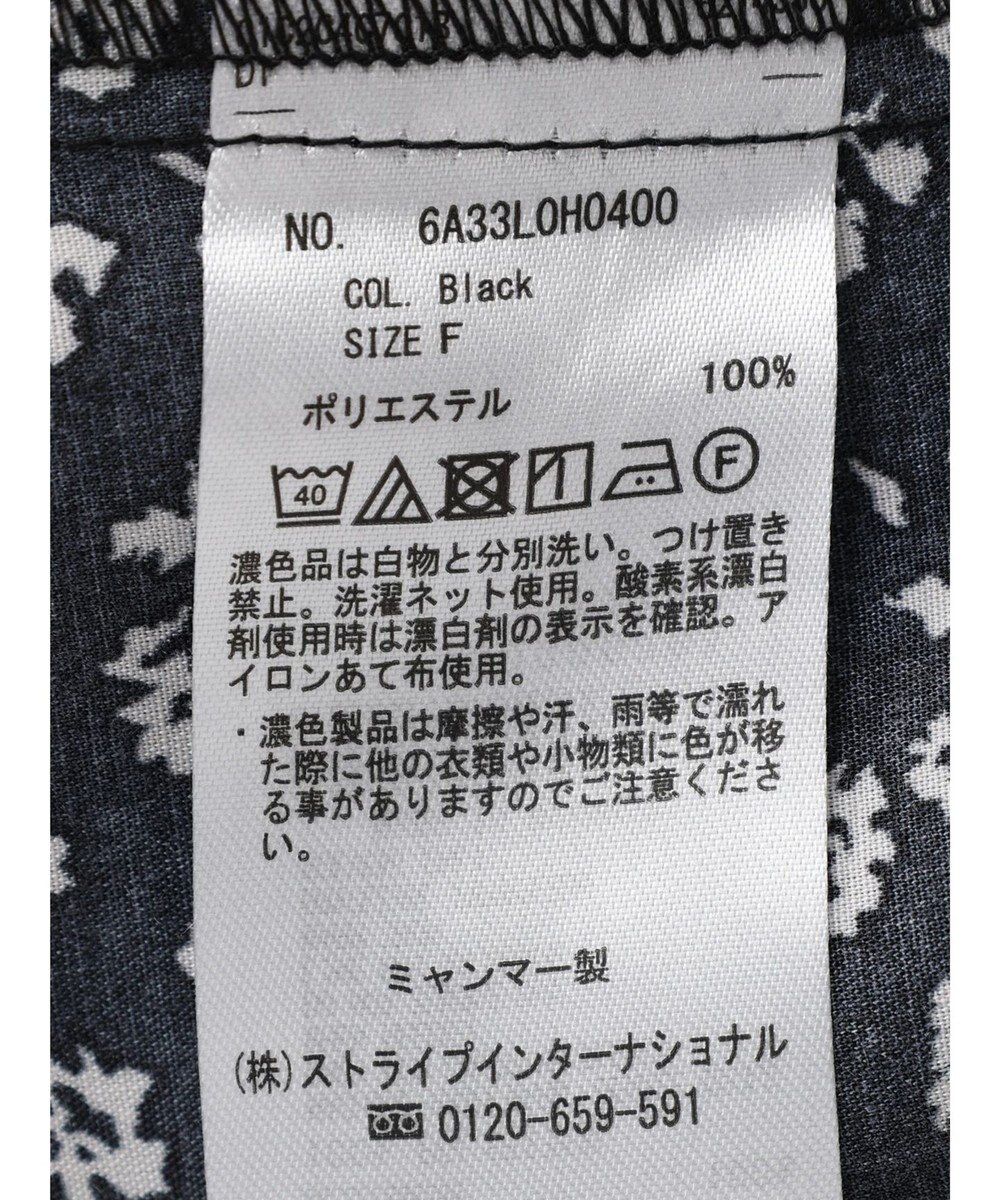 NO. 6A33L0H0400
COL. Black
SIZE F
ポリエステル 100%
40 F
濃色品は白物と分別洗い。つけ置き
禁止。洗濯ネット使用。酸素系漂白
剤使用時は漂白剤の表示を確認。ア
イロンあて布使用。
・濃色製品は摩擦や汗、雨等で濡れ
た際に他の衣類や小物類に色が移
る事がありますのでご注意くださ
い。
ミャンマー製
(株)ストライプインターナショナル
0120-659-591